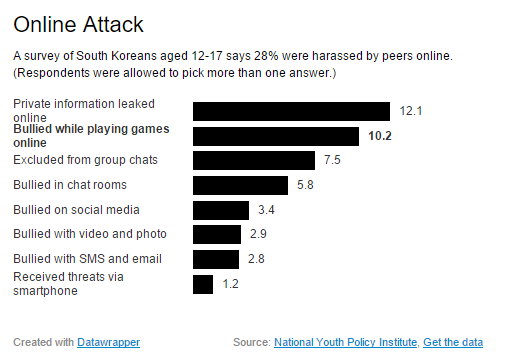 Online Attack
A survey of South Koreans aged 12-17 says 28% were harassed by peers online.
(Respondents were allowed to pick more than one answer.)
Private information leaked
online
12.1
Bullied while playing games
online
10.2
Excluded from group chats
7.5
Bullied in chat rooms
5.8
Bullied on social media
3.4
Bullied with video and photo
2.9
Bullied with SMS and email
2.8
Received threats via
smartphone
1.2
Created with Datawrapper
Source: National Youth Policy Institute, Get the data